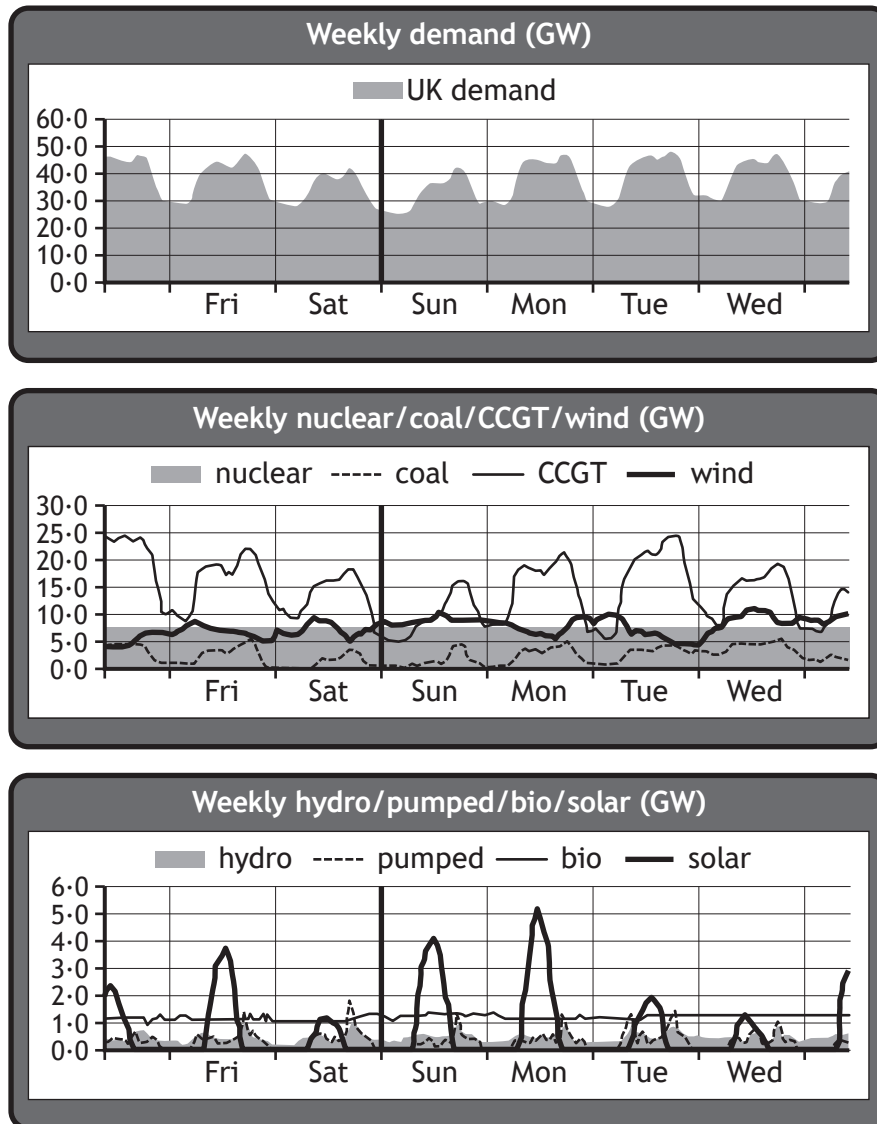 Weekly demand (GW)
UK demand
60·0
50·0
40·0
30·0
20·0
10·0
0·0
Fri Sat Sun Mon Tue Wed
Weekly nuclear/coal/CCGT/wind (GW)
nuclear coal CCGT wind
30·0
25·0
20·0
15·0
10·0
5·0
0·0
Fri Sat Sun Mon Tue Wed
Weekly hydro/pumped/bio/solar (GW)
hydro pumped bio solar
6·0
5·0
4·0
3·0
2·0
1·0
0·0
Fri Sat Sun Mon Tue Wed